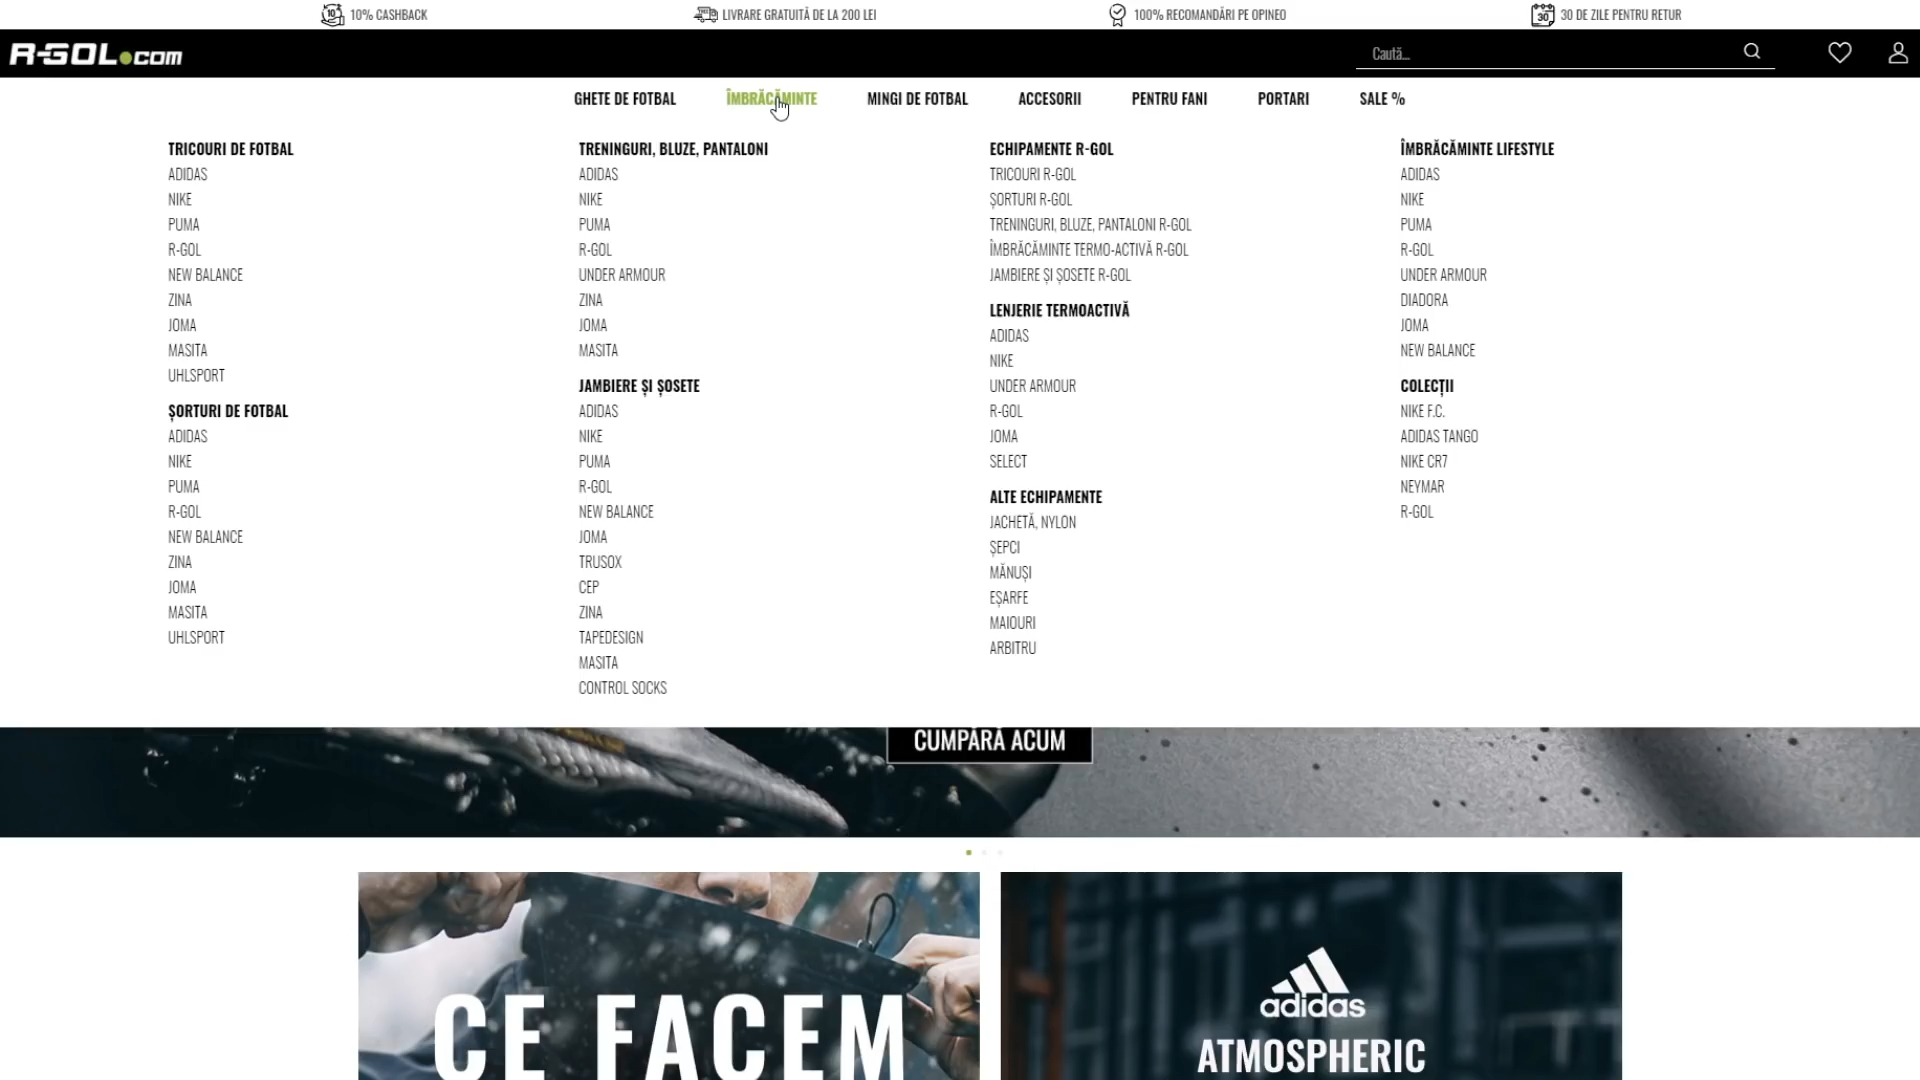 10% CASHBACK
LIVRARE GRATUITĂ DE LA 200 LEI
100% RECOMANDĂRI PE OPINEO
30 DE ZILE PENTRU RETUR
R-GOL.COM
Caută...
GHETE DE FOTBAL
ÎMBRĂCĂMINTE
MINGI DE FOTBAL
ACCESORII
PENTRU FANI
PORTARI
SALE %
TRICOURI DE FOTBAL
ADIDAS
NIKE
PUMA
R-GOL
NEW BALANCE
ZINA
JOMA
MASITA
UHLSPORT
ȘORTURI DE FOTBAL
ADIDAS
NIKE
PUMA
R-GOL
NEW BALANCE
ZINA
JOMA
MASITA
UHLSPORT
TRENINGURI, BLUZE, PANTALONI
ADIDAS
NIKE
PUMA
R-GOL
UNDER ARMOUR
ZINA
JOMA
MASITA
JAMBIERE ȘI ȘOSETE
ADIDAS
NIKE
PUMA
R-GOL
NEW BALANCE
JOMA
TRUSOX
CEP
ZINA
TAPEDESIGN
MASITA
CONTROL SOCKS
ECHIPAMENTE R-GOL
TRICOURI R-GOL
ȘORTURI R-GOL
TRENINGURI, BLUZE, PANTALONI R-GOL
ÎMBRĂCĂMINTE TERMO-ACTIVĂ R-GOL
JAMBIERE ȘI ȘOSETE R-GOL
LENJERIE TERMOACTIVĂ
ADIDAS
NIKE
UNDER ARMOUR
R-GOL
JOMA
SELECT
ALTE ECHIPAMENTE
JACHETĂ, NYLON
ȘEPCI
MĂNUȘI
EȘARFE
MAIOURI
ARBITRU
ÎMBRĂCĂMINTE LIFESTYLE
ADIDAS
NIKE
PUMA
R-GOL
UNDER ARMOUR
DIADORA
JOMA
NEW BALANCE
COLECȚII
NIKE F.C.
ADIDAS TANGO
NIKE CR7
NEYMAR
R-GOL
CUMPĂRĂ ACUM
CE FACEM
adidas
ATMOSPHERIC